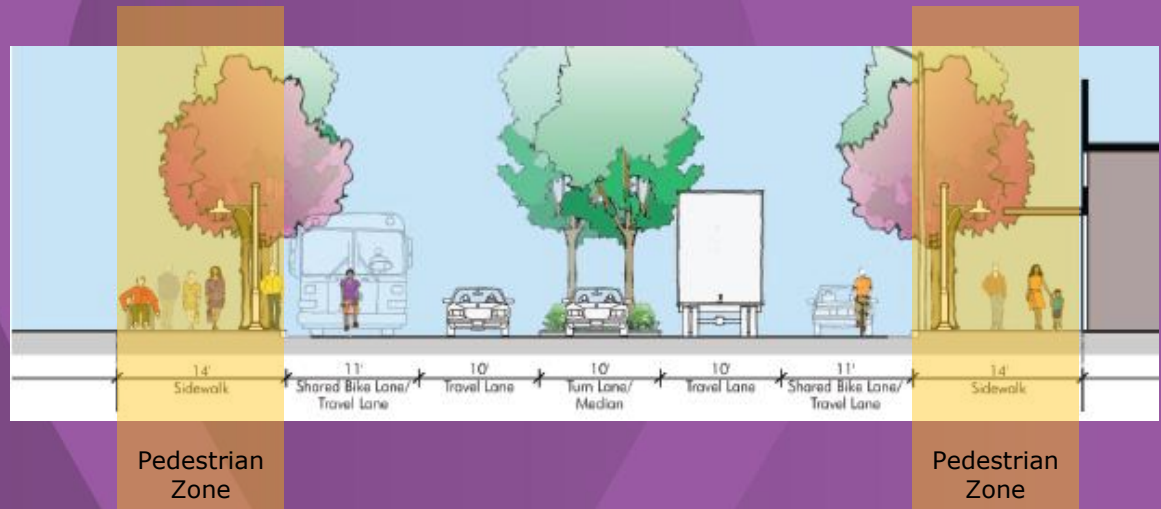 14' 11' 10' 10' 10' 11' 14'
Sidewalk Shared Bike Lane/ Travel Lane Turn Lane/ Travel Lane Shared Bike Lane/ Sidewalk
Travel Lane Median Travel Lane
Pedestrian Pedestrian
Zone Zone